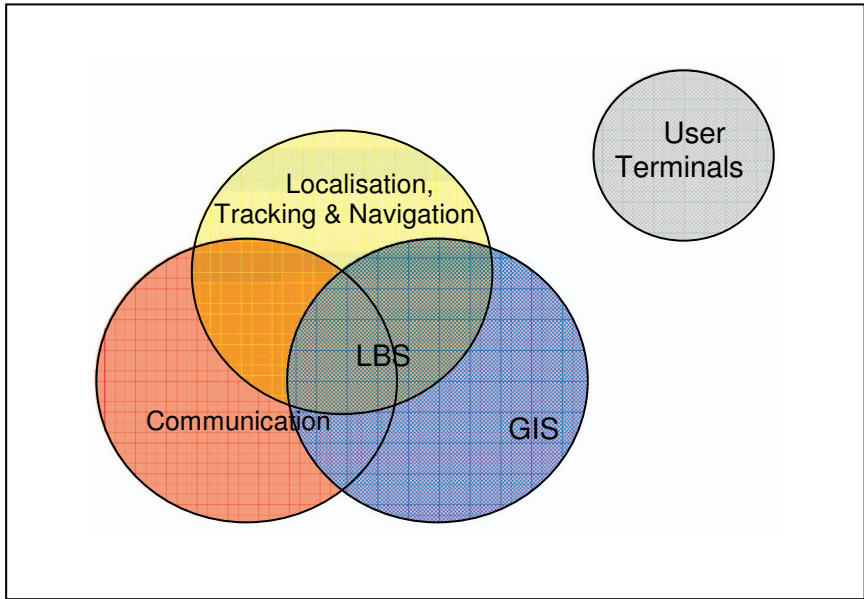 User
Terminals
Localisation,
Tracking & Navigation
LBS
Communication
GIS